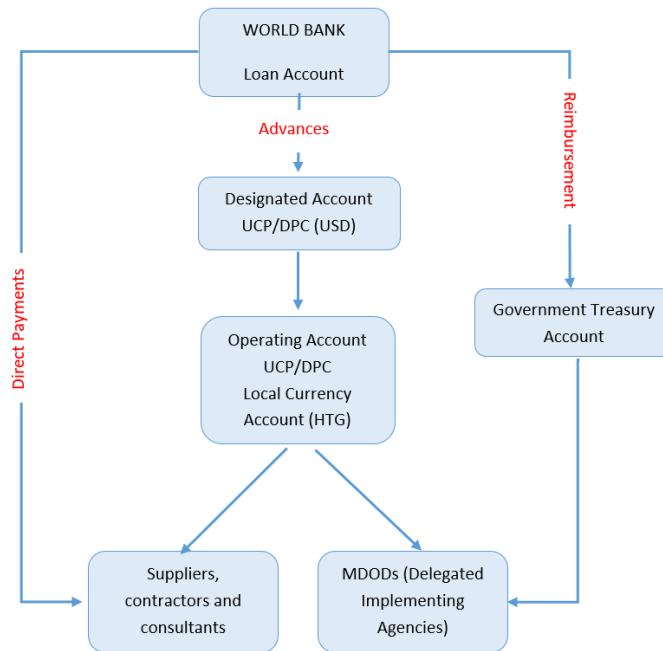 WORLD BANK
Loan Account
Advances
Reimbursement
Designated Account
UCP/DPC (USD)
Direct Payments
Government Treasury
Account
Operating Account
UCP/DPC
Local Currency
Account (HTG)
Suppliers,
contractors and
consultants
MDODs (Delegated
Implementing
Agencies)